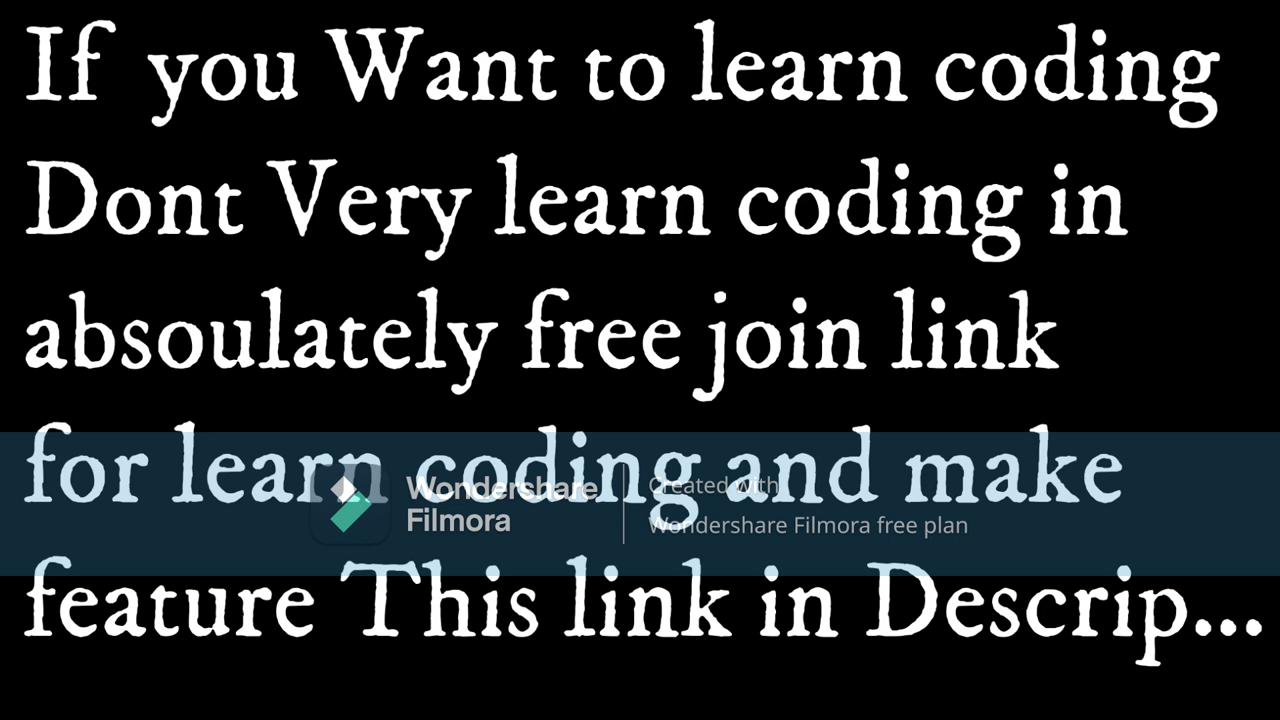 If you Want to learn coding
Dont Very learn coding in
absoulately free join link
for learn coding and make
Wondershare
Filmora
Created with
Wondershare Filmora free plan
feature This link in Descrip...